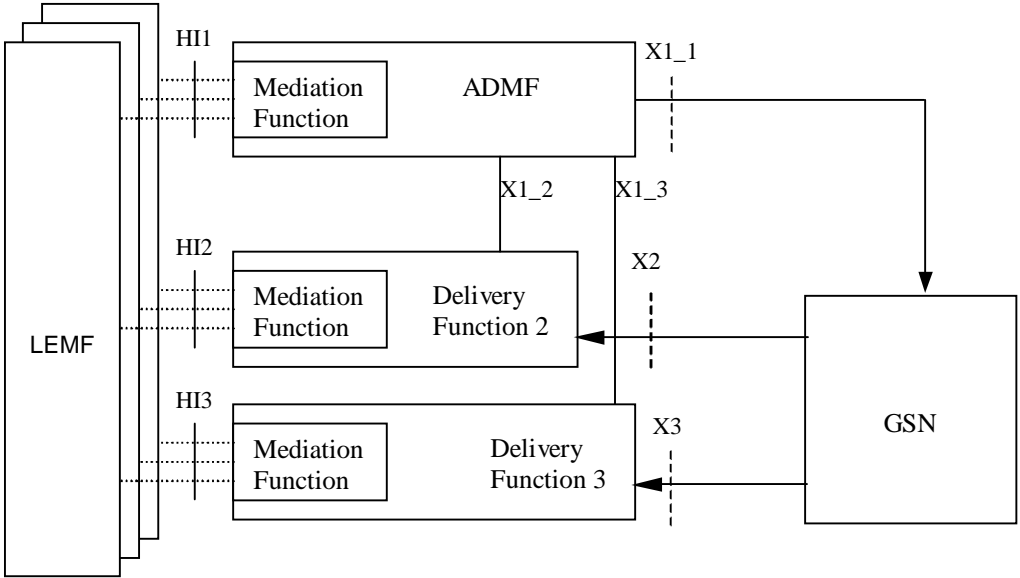 HI1
Mediation
Function
ADMF
X1_1
X1_2
X1_3
HI2
Mediation
Function
Delivery
Function 2
X2
LEMF
HI3
Mediation
Function
Delivery
Function 3
X3
GSN